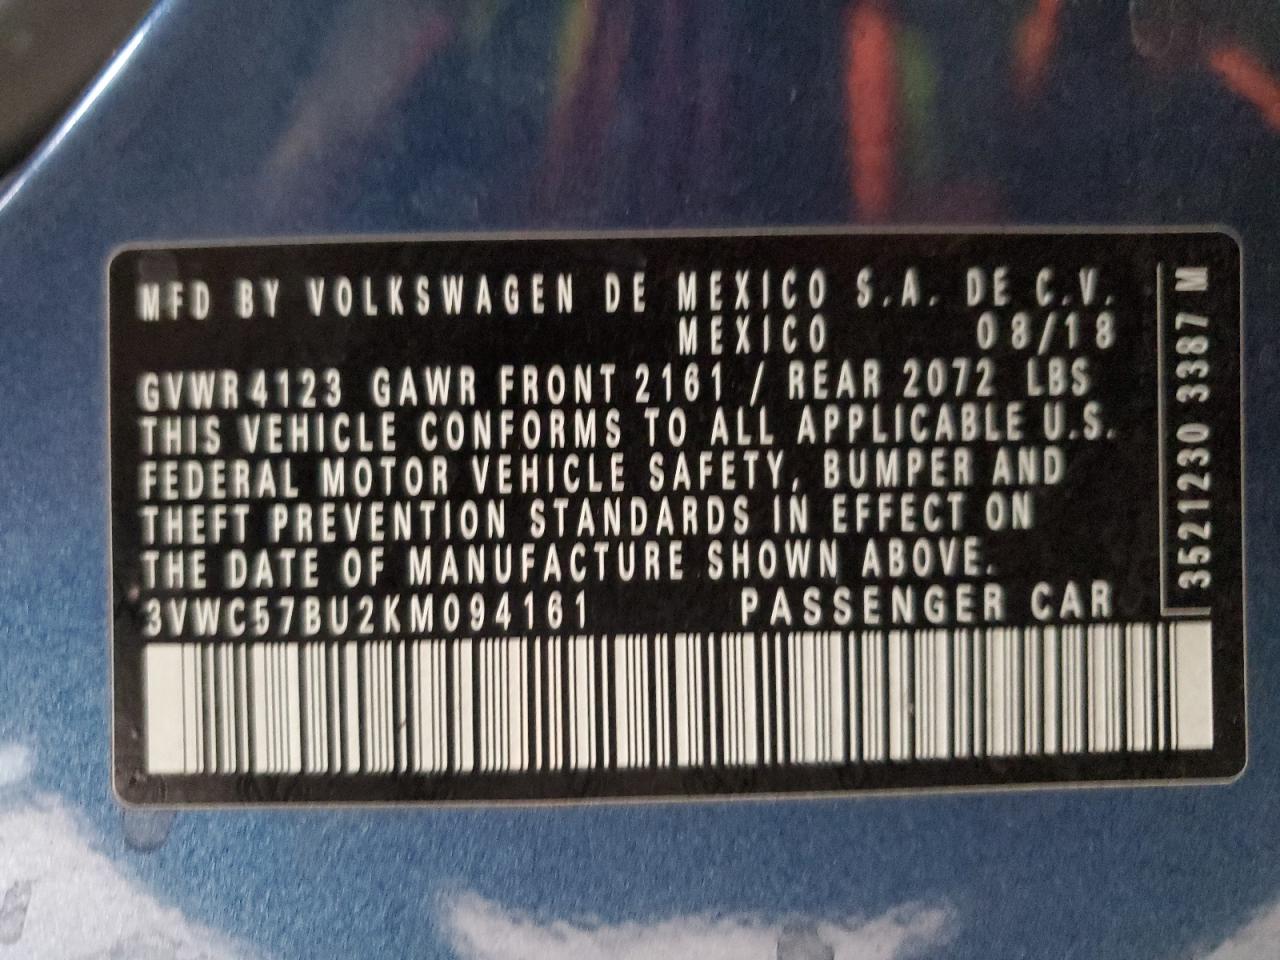 MFD BY VOLKSWAGEN DE MEXICO S.A. DE C.V.
MEXICO 08/18
GVWR 4123 GAWR FRONT 2161 / REAR 2072 LBS
THIS VEHICLE CONFORMS TO ALL APPLICABLE U.S.
FEDERAL MOTOR VEHICLE SAFETY, BUMPER AND
THEFT PREVENTION STANDARDS IN EFFECT ON
THE DATE OF MANUFACTURE SHOWN ABOVE.
3VWC57BU2KM094161 PASSENGER CAR
3521230 3387 M